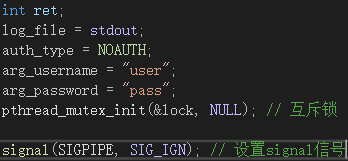 int ret;
log_file = stdout;
auth_type = NOAUTH;
arg_username = "user";
arg_password = "pass";
pthread_mutex_init(&lock, NULL); // 互斥锁
signal(SIGPIPE, SIG_IGN); // 设置signal信号